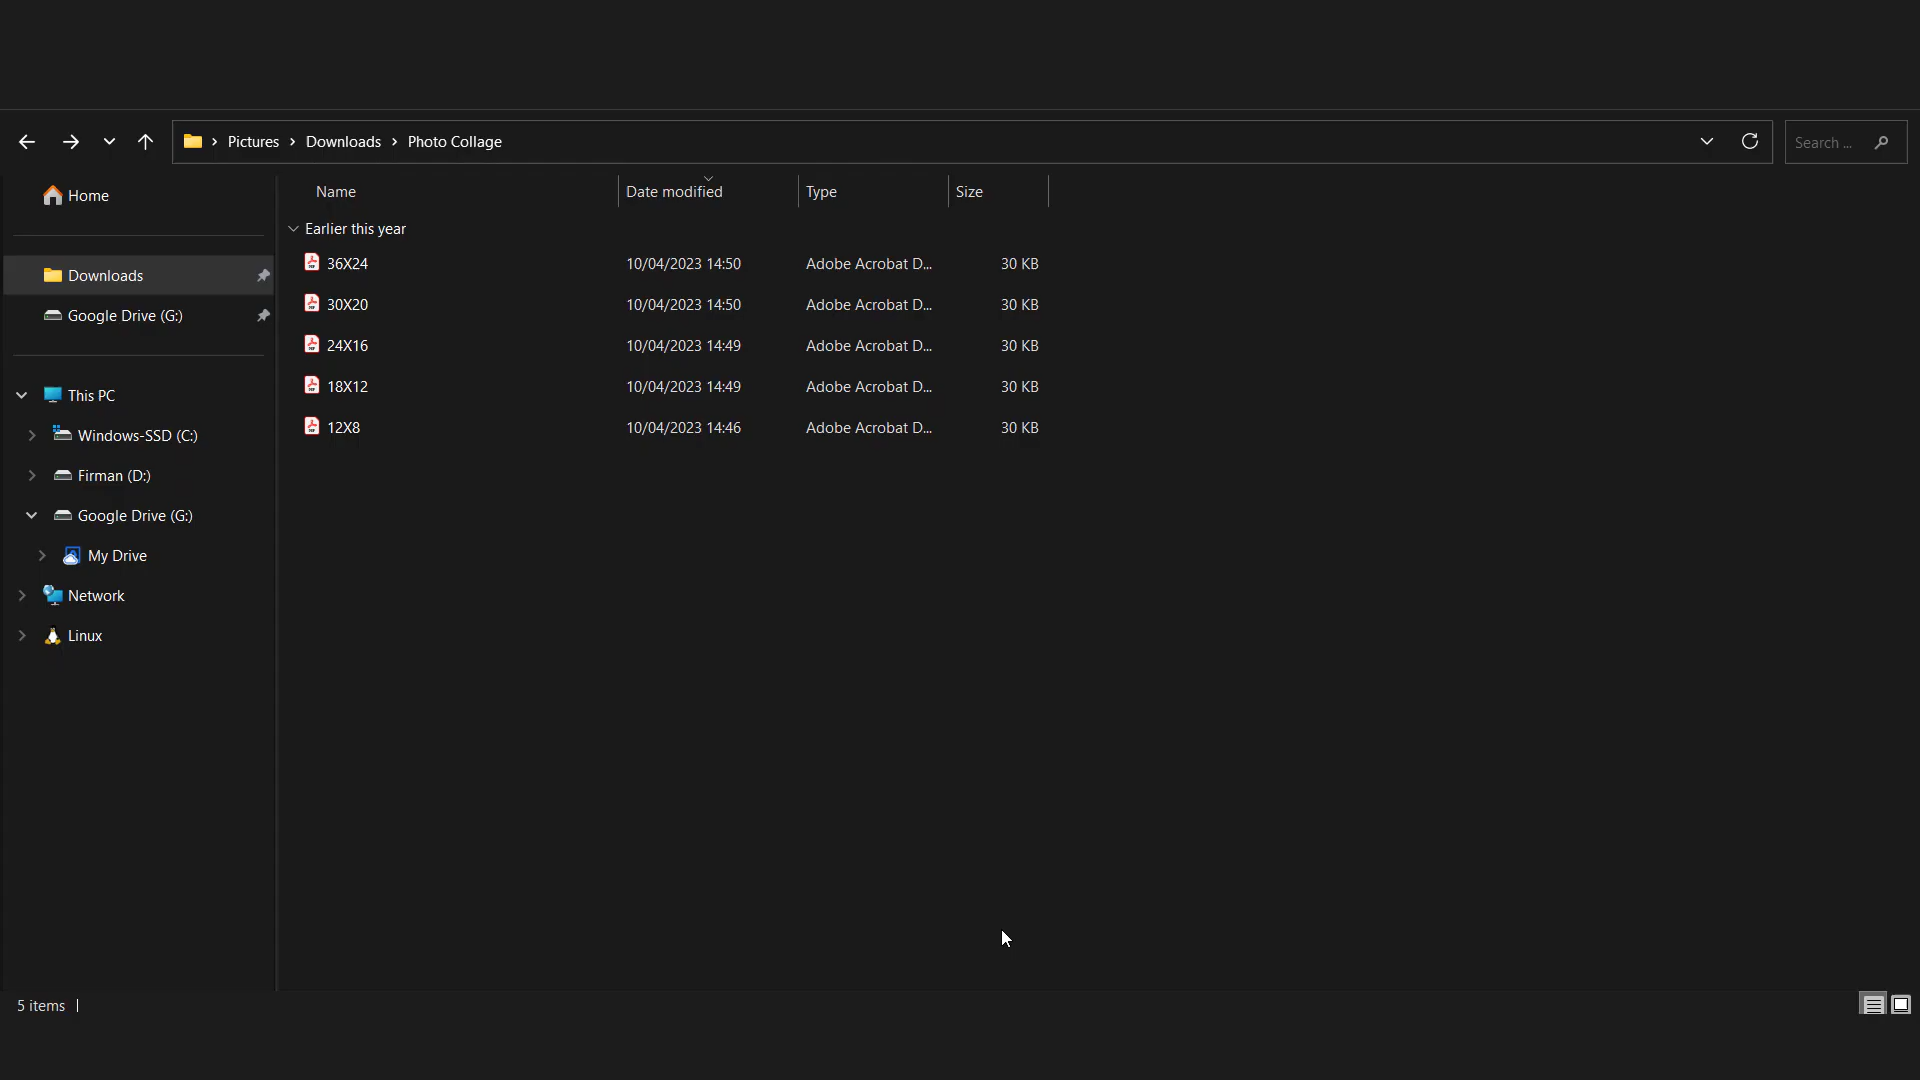 Pictures Downloads Photo Collage
Search ...
Home
Downloads
Google Drive (G:)
This PC
Windows-SSD (C:)
Firman (D:)
Google Drive (G:)
My Drive
Network
Linux
Name Date modified Type Size
Earlier this year
36X24 10/04/2023 14:50 Adobe Acrobat D... 30 KB
30X20 10/04/2023 14:50 Adobe Acrobat D... 30 KB
24X16 10/04/2023 14:49 Adobe Acrobat D... 30 KB
18X12 10/04/2023 14:49 Adobe Acrobat D... 30 KB
12X8 10/04/2023 14:46 Adobe Acrobat D... 30 KB
5 items